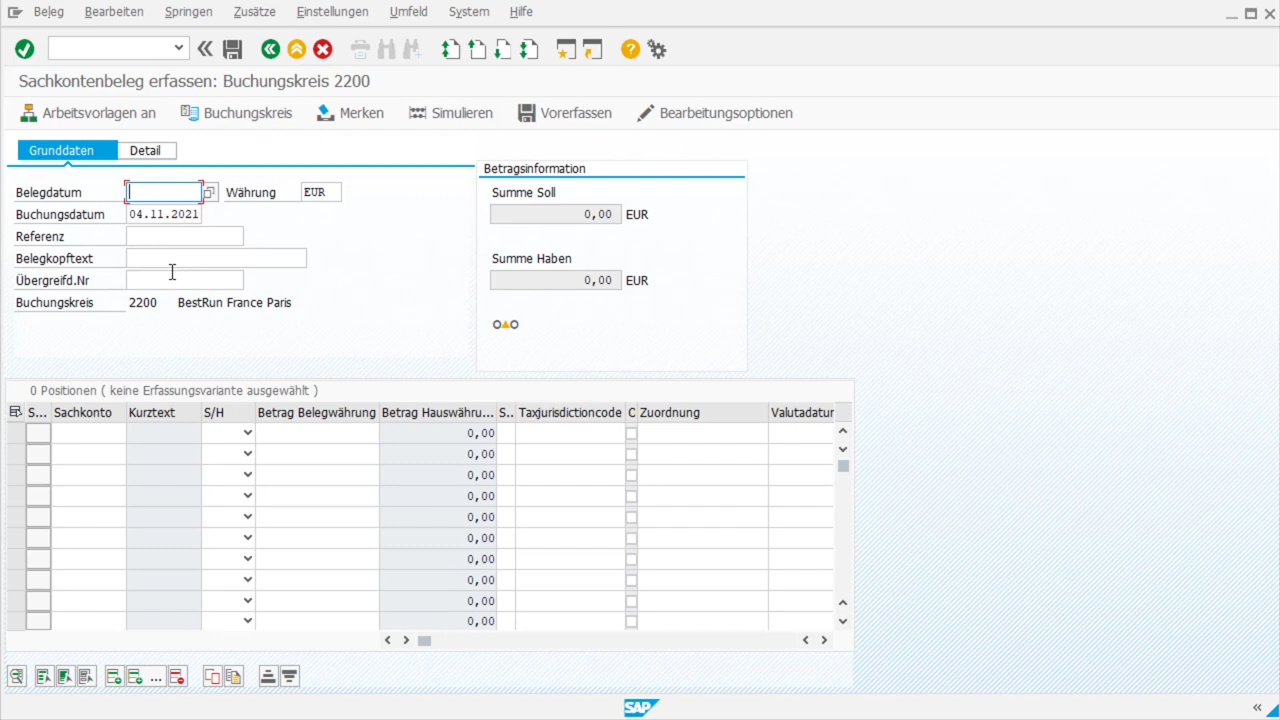 Beleg Bearbeiten Springen Zusätze Einstellungen Umfeld System Hilfe
Sachkontenbeleg erfassen: Buchungskreis 2200
Arbeitsvorlagen an Buchungskreis Merken Simulieren Vorerfassen Bearbeitungsoptionen
Grunddaten Detail
Betragsinformation
Belegdatum Währung EUR
Summe Soll
Buchungsdatum 04.11.2021
0,00 EUR
Referenz
Belegkopftext
Summe Haben
Übergreifd.Nr
0,00 EUR
Buchungskreis 2200 BestRun France Paris
0 Positionen ( keine Erfassungsvariante ausgewählt )
S... Sachkonto Kurztext S/H Betrag Belegwährung Betrag Hauswähru... S.. Taxjurisdictioncode O Zuordnung Valutadatur
0,00
0,00
0,00
0,00
0,00
0,00
0,00
0,00
0,00
0,00
SAP